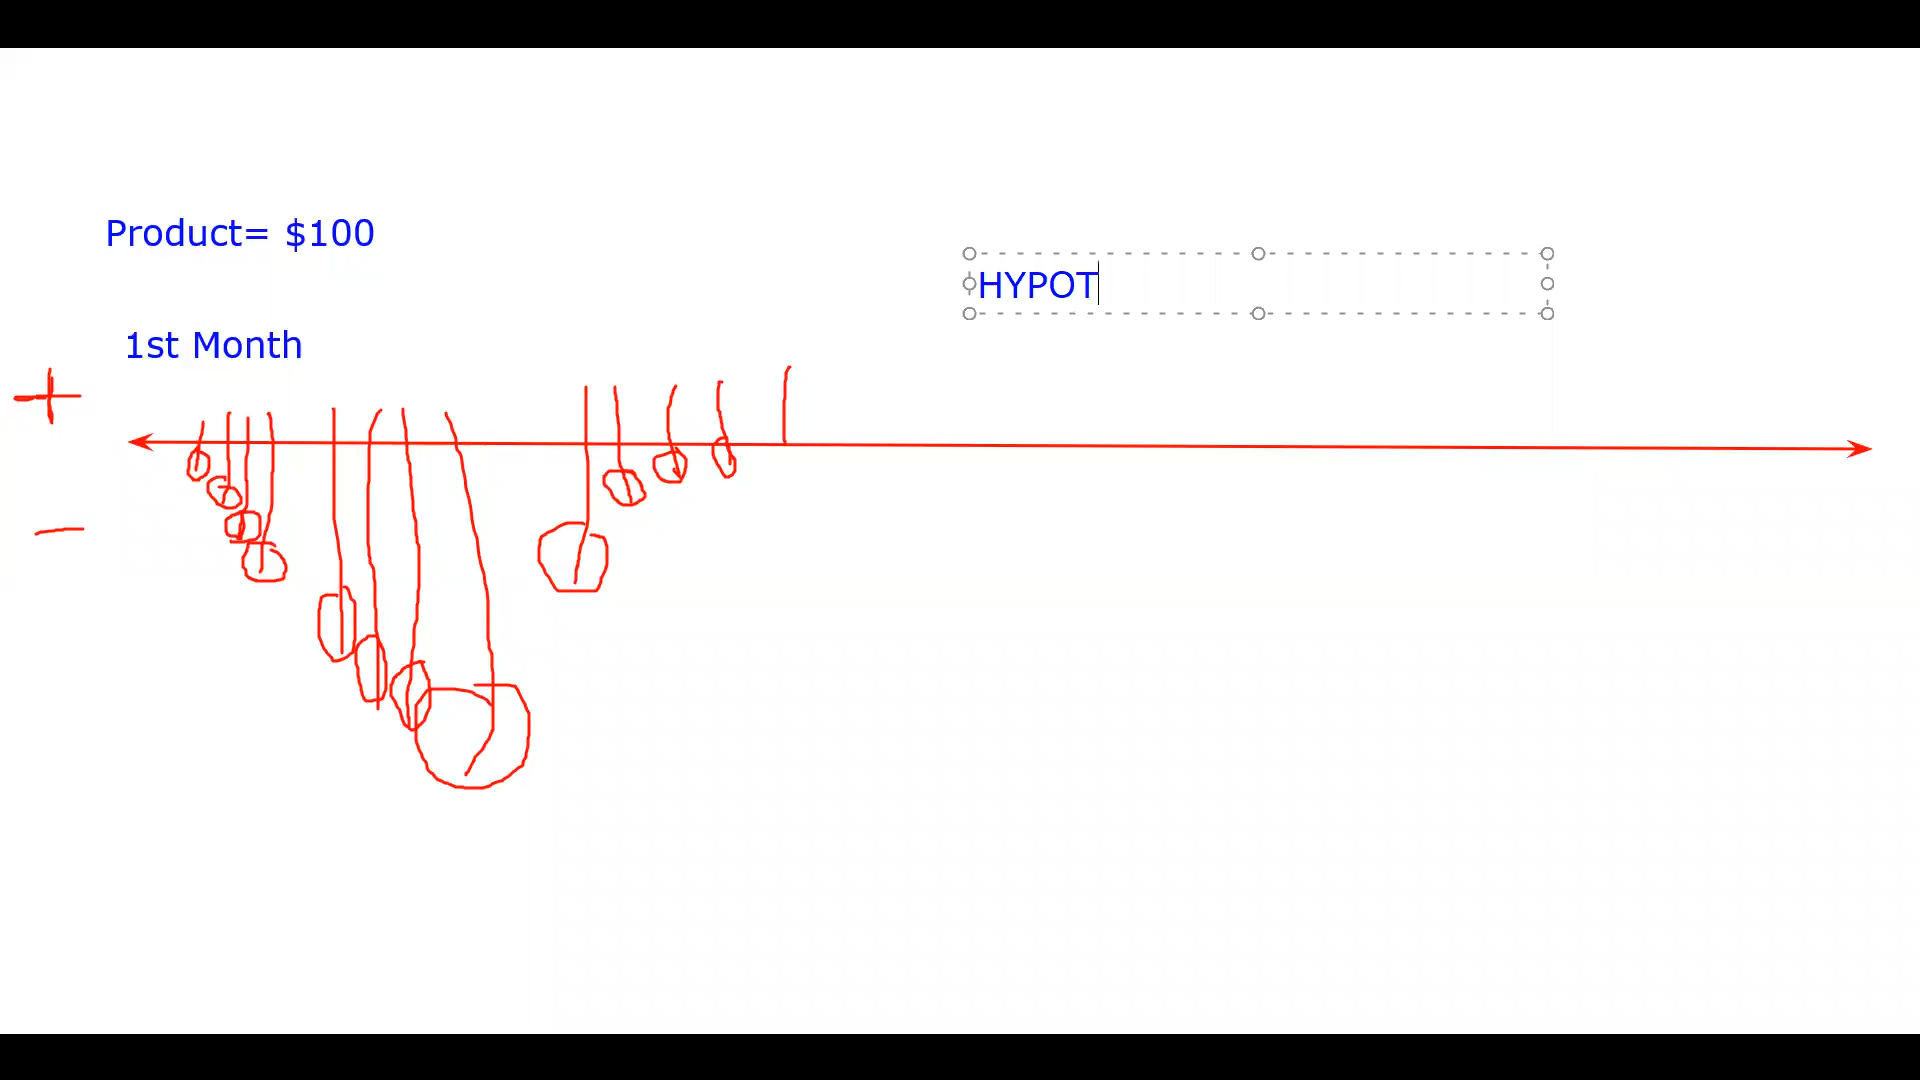 Product= $100
HYPOT
1st Month
+
-